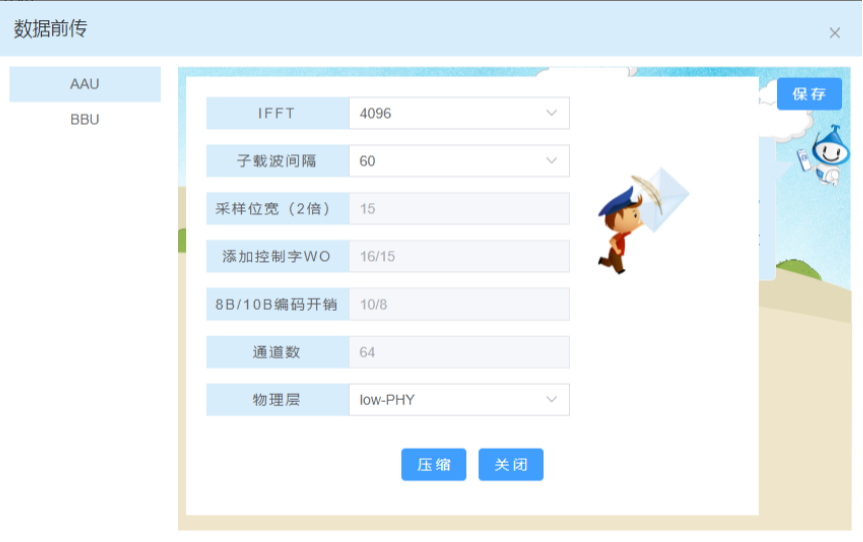 数据前传
AAU
BBU
保存
IFFT 4096
子载波间隔 60
采样位宽（2倍） 15
添加控制字WO 16/15
8B/10B编码开销 10/8
通道数 64
物理层 low-PHY
压缩 关闭